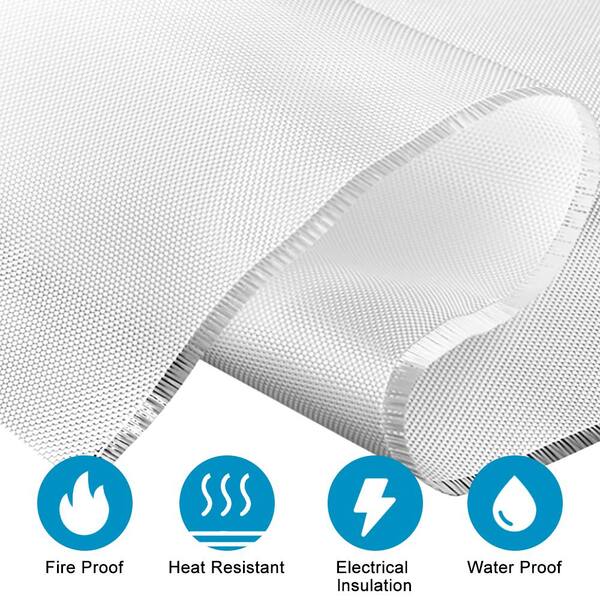 Fire Proof
Heat Resistant
Electrical
Insulation
Water Proof